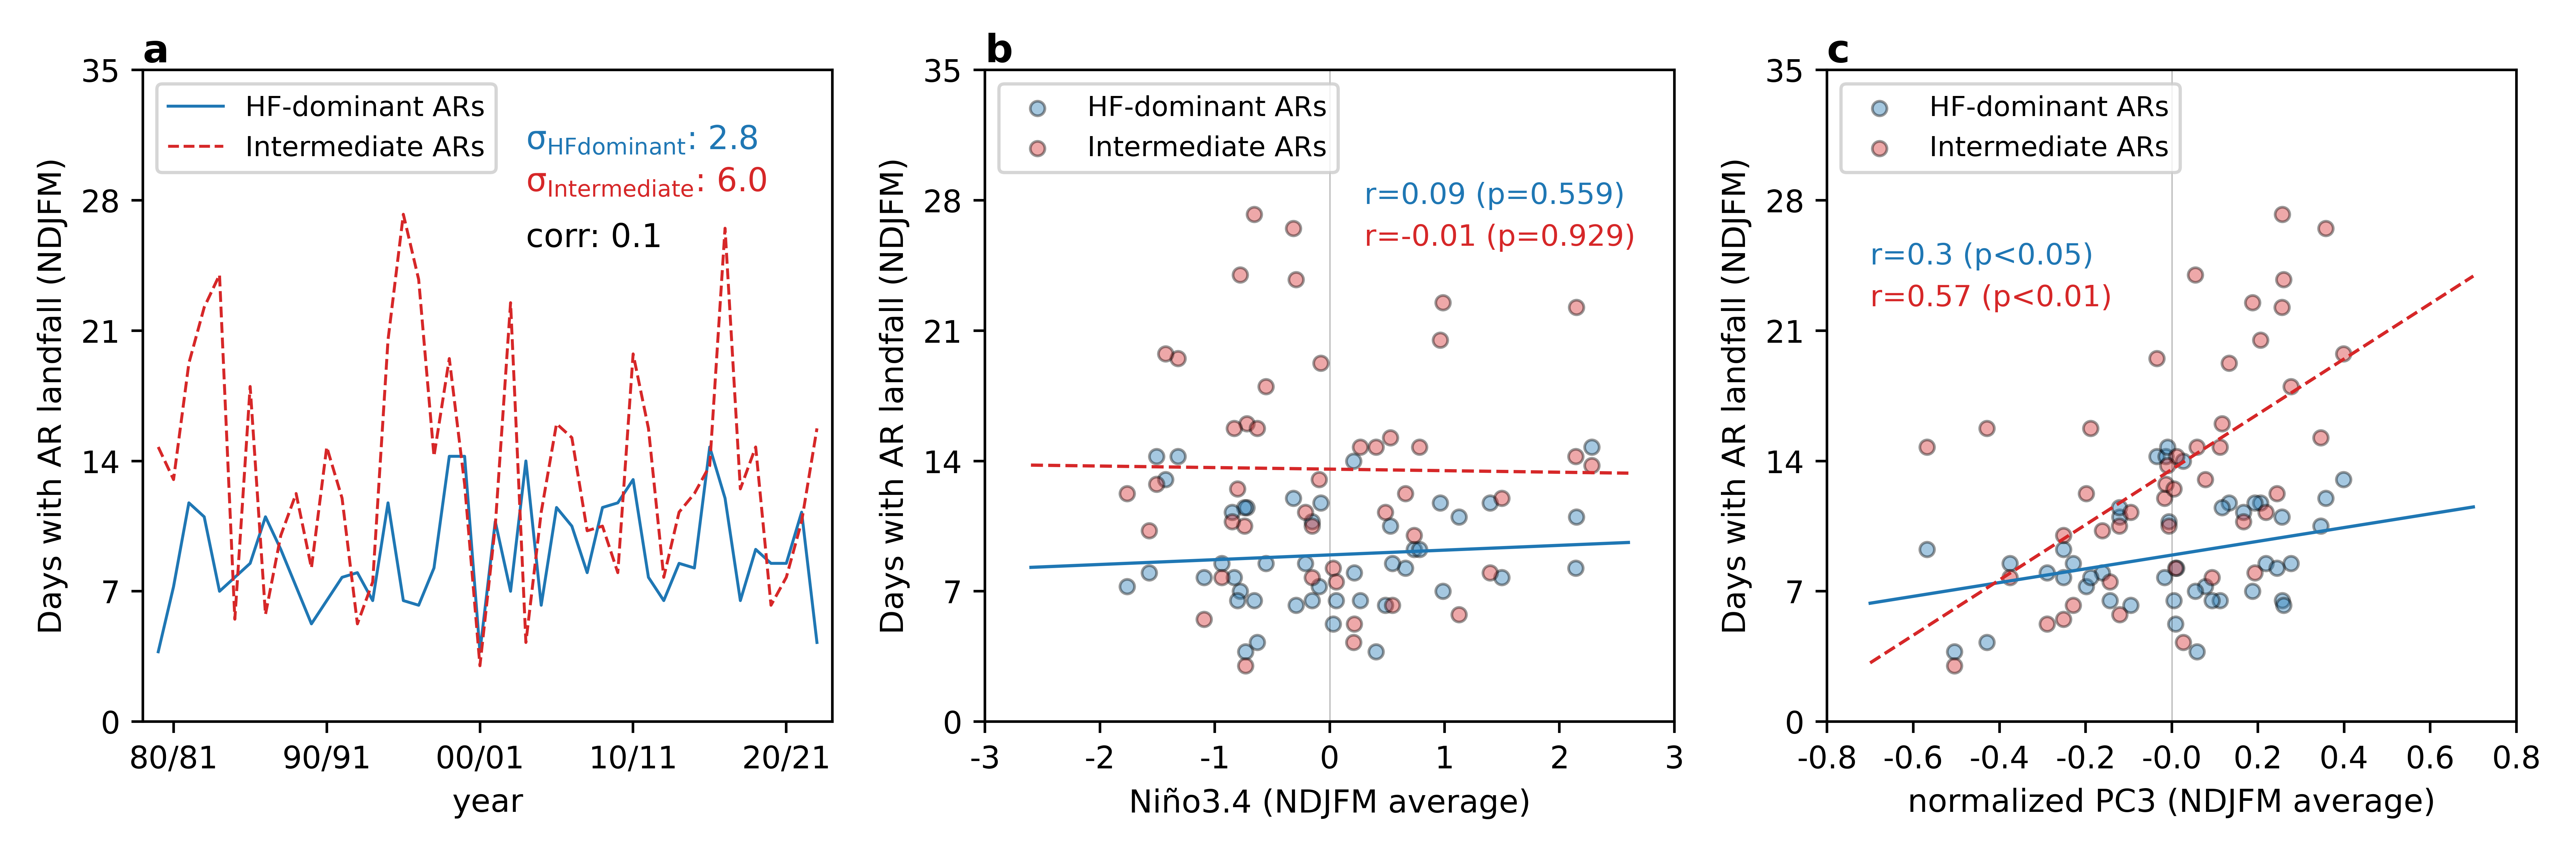 a
35
28
21
14
7
0
Days with AR landfall (NDJFM)
HF-dominant ARs
Intermediate ARs
σHFdominant: 2.8
σIntermediate: 6.0
corr: 0.1
80/81 90/91 00/01 10/11 20/21
year
b
35
28
21
14
7
0
Days with AR landfall (NDJFM)
HF-dominant ARs
Intermediate ARs
r=0.09 (p=0.559)
r=-0.01 (p=0.929)
-3 -2 -1 0 1 2 3
Niño3.4 (NDJFM average)
c
35
28
21
14
7
0
Days with AR landfall (NDJFM)
HF-dominant ARs
Intermediate ARs
r=0.3 (p<0.05)
r=0.57 (p<0.01)
-0.8 -0.6 -0.4 -0.2 -0.0 0.2 0.4 0.6 0.8
normalized PC3 (NDJFM average)